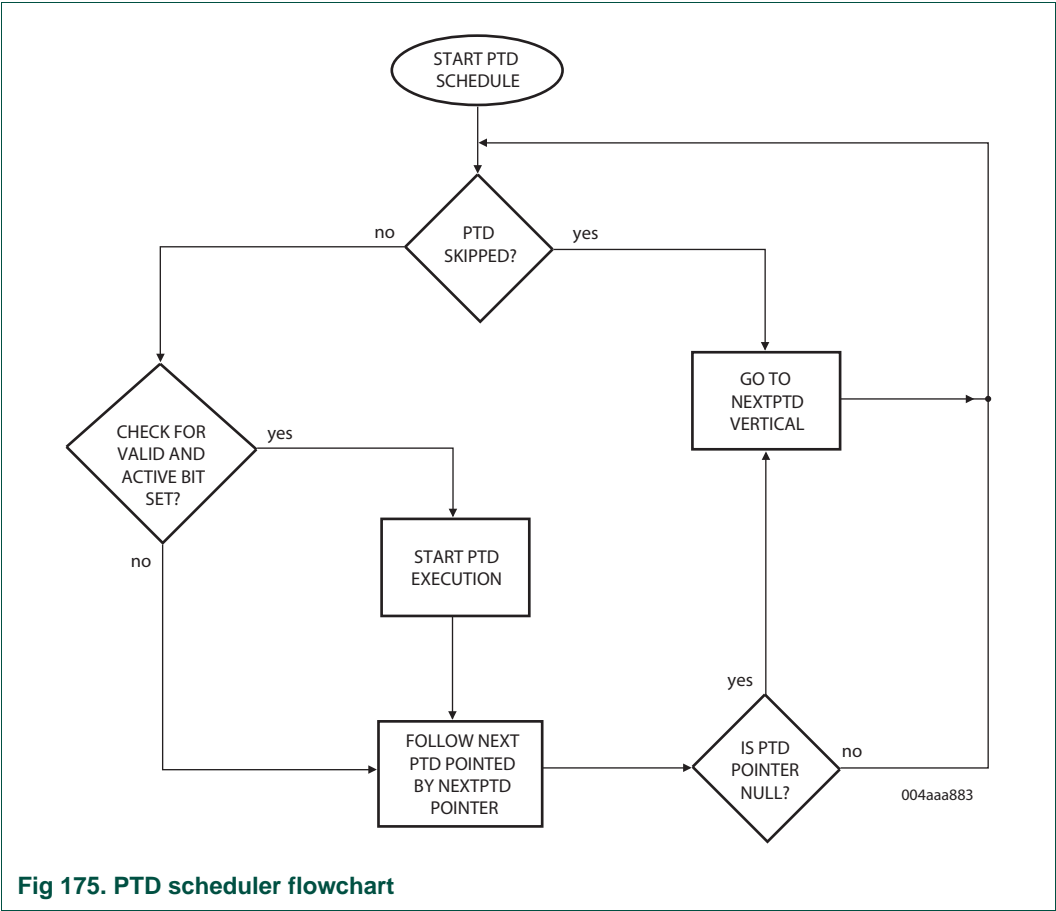 START PTD
SCHEDULE
no
PTD
SKIPPED?
yes
GO TO
NEXTPTD
VERTICAL
CHECK FOR
VALID AND
ACTIVE BIT
SET?
yes
no
START PTD
EXECUTION
FOLLOW NEXT
PTD POINTED
BY NEXTPTD
POINTER
yes
IS PTD
POINTER
NULL?
no
004aaa883
Fig 175. PTD scheduler flowchart